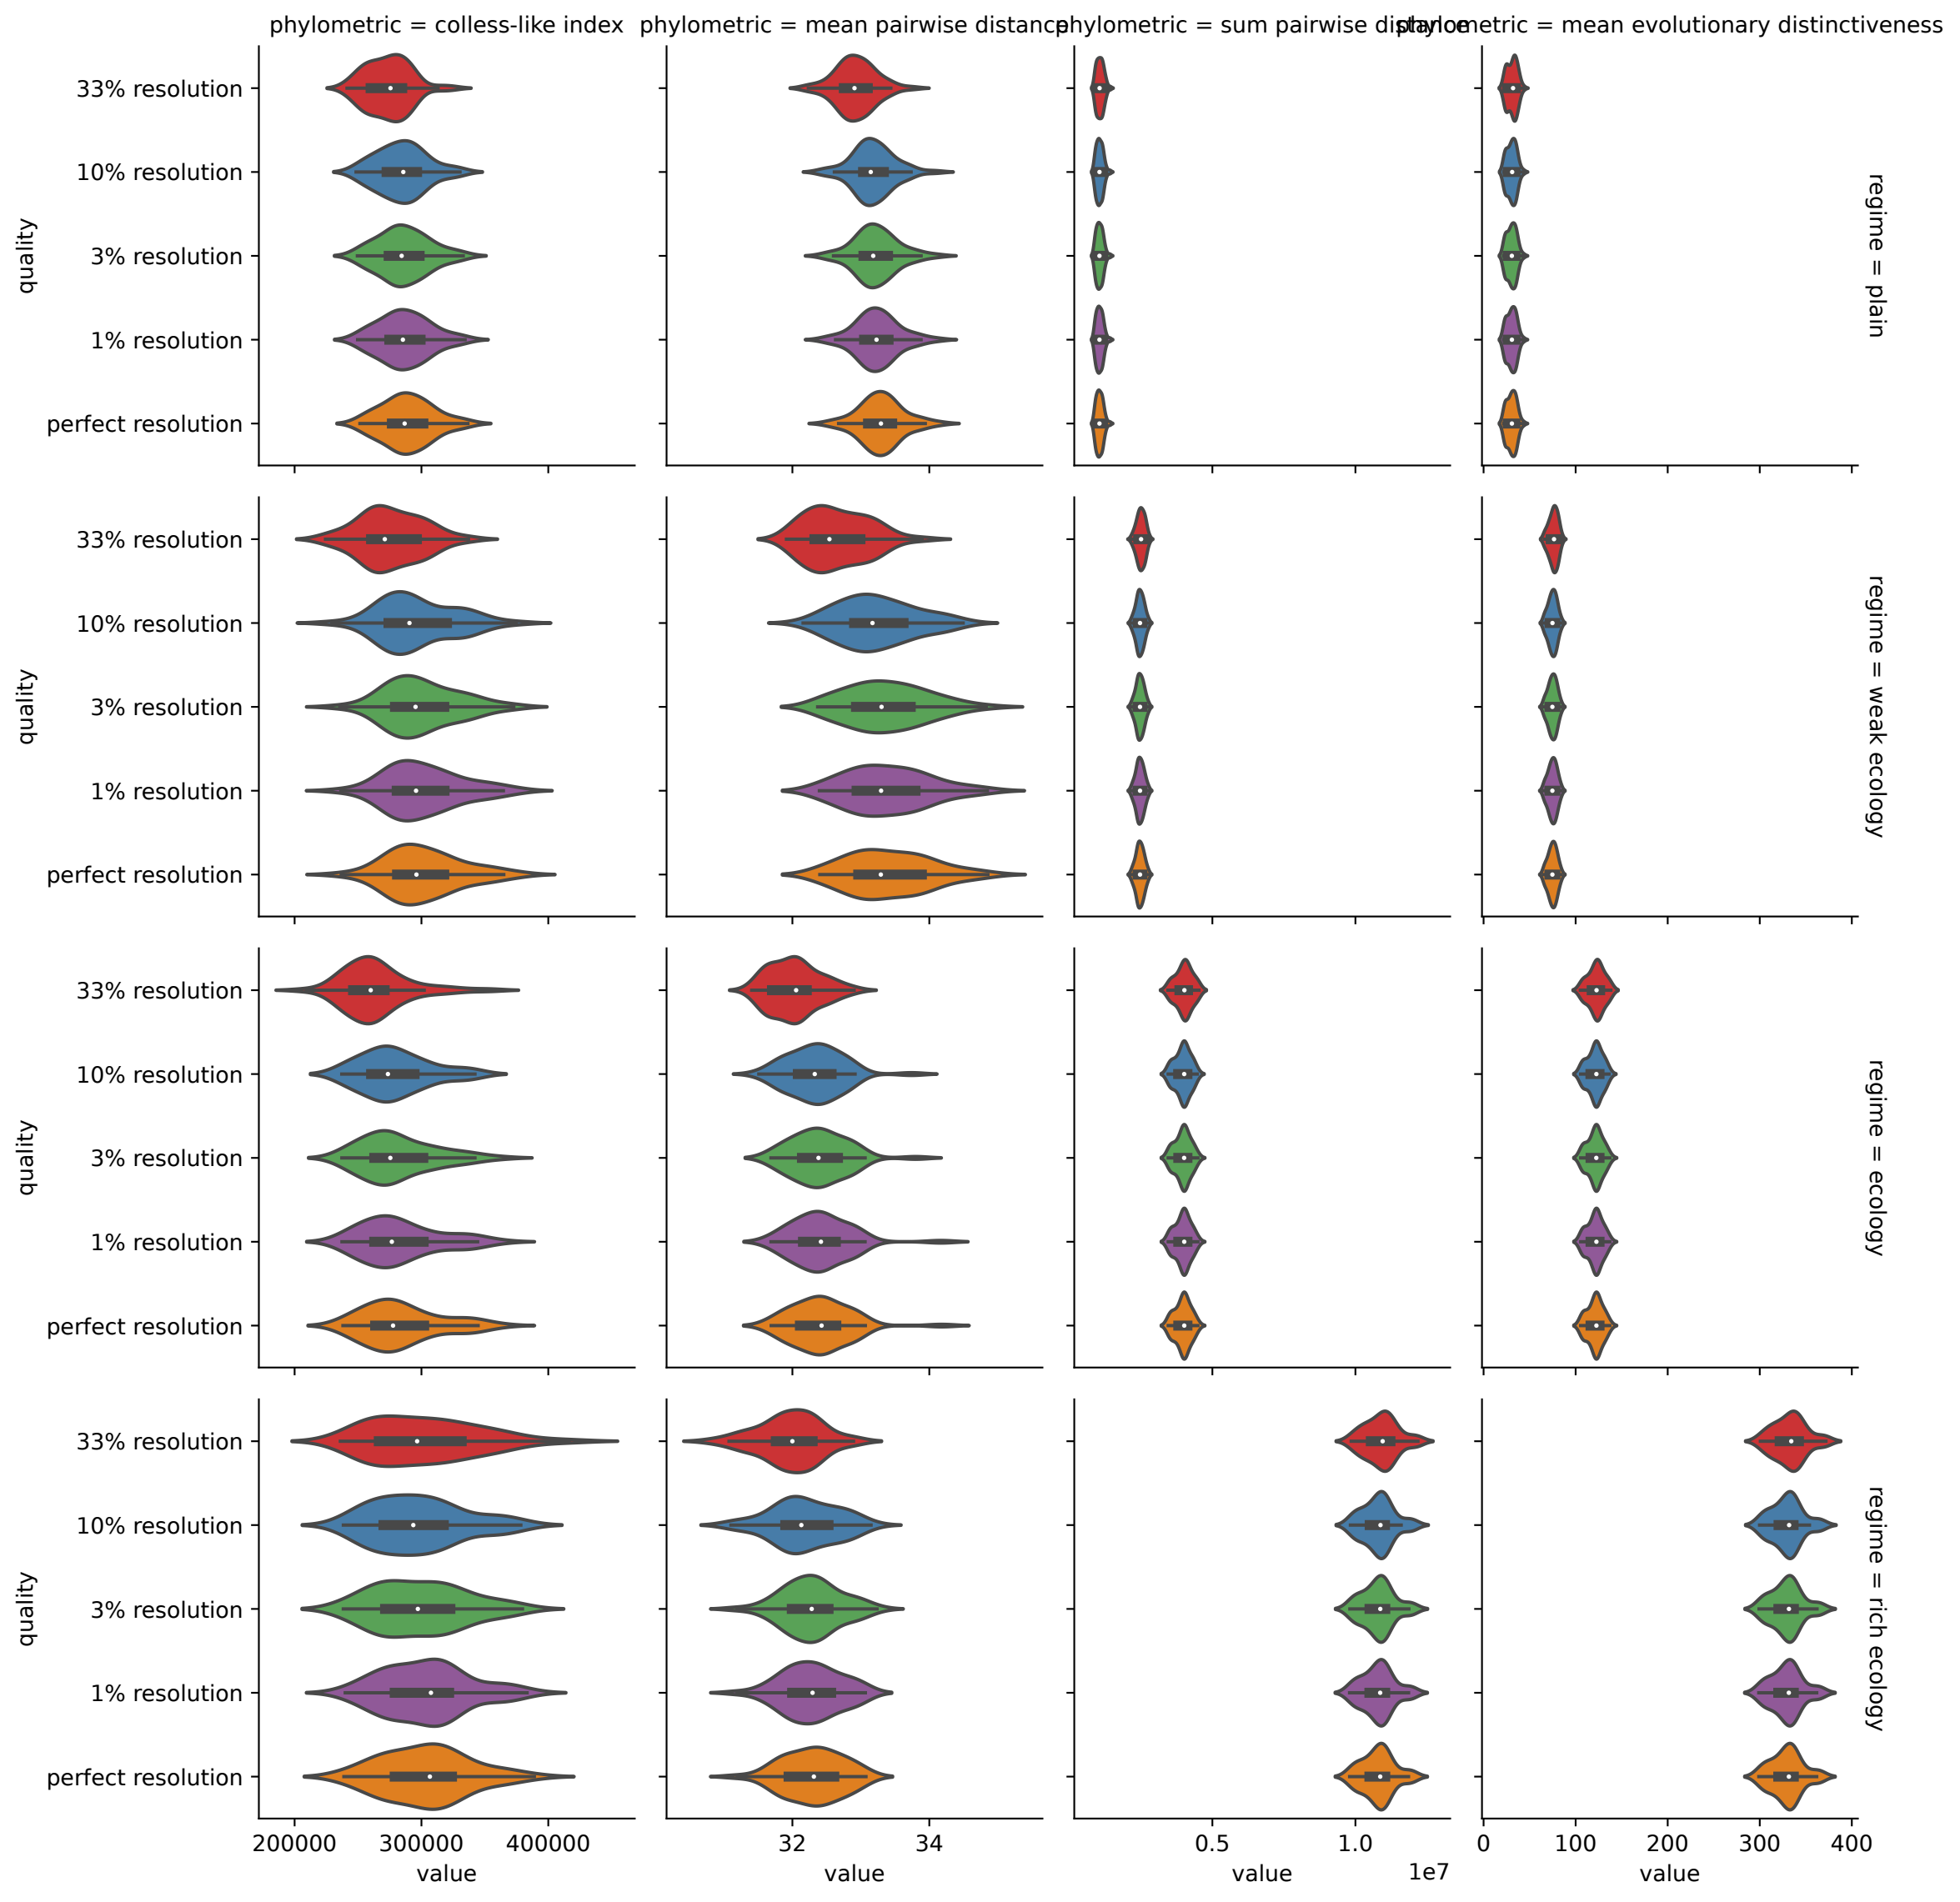 phylometric = colless-like index
phylometric = mean pairwise distance
phylometric = sum pairwise distance
phylometric = mean evolutionary distinctiveness
quality
33% resolution
10% resolution
3% resolution
1% resolution
perfect resolution
regime = plain
quality
33% resolution
10% resolution
3% resolution
1% resolution
perfect resolution
regime = weak ecology
quality
33% resolution
10% resolution
3% resolution
1% resolution
perfect resolution
regime = ecology
quality
33% resolution
10% resolution
3% resolution
1% resolution
perfect resolution
regime = rich ecology
200000 300000 400000
value
32 34
value
0.5 1.0
1e7
value
0 100 200 300 400
value